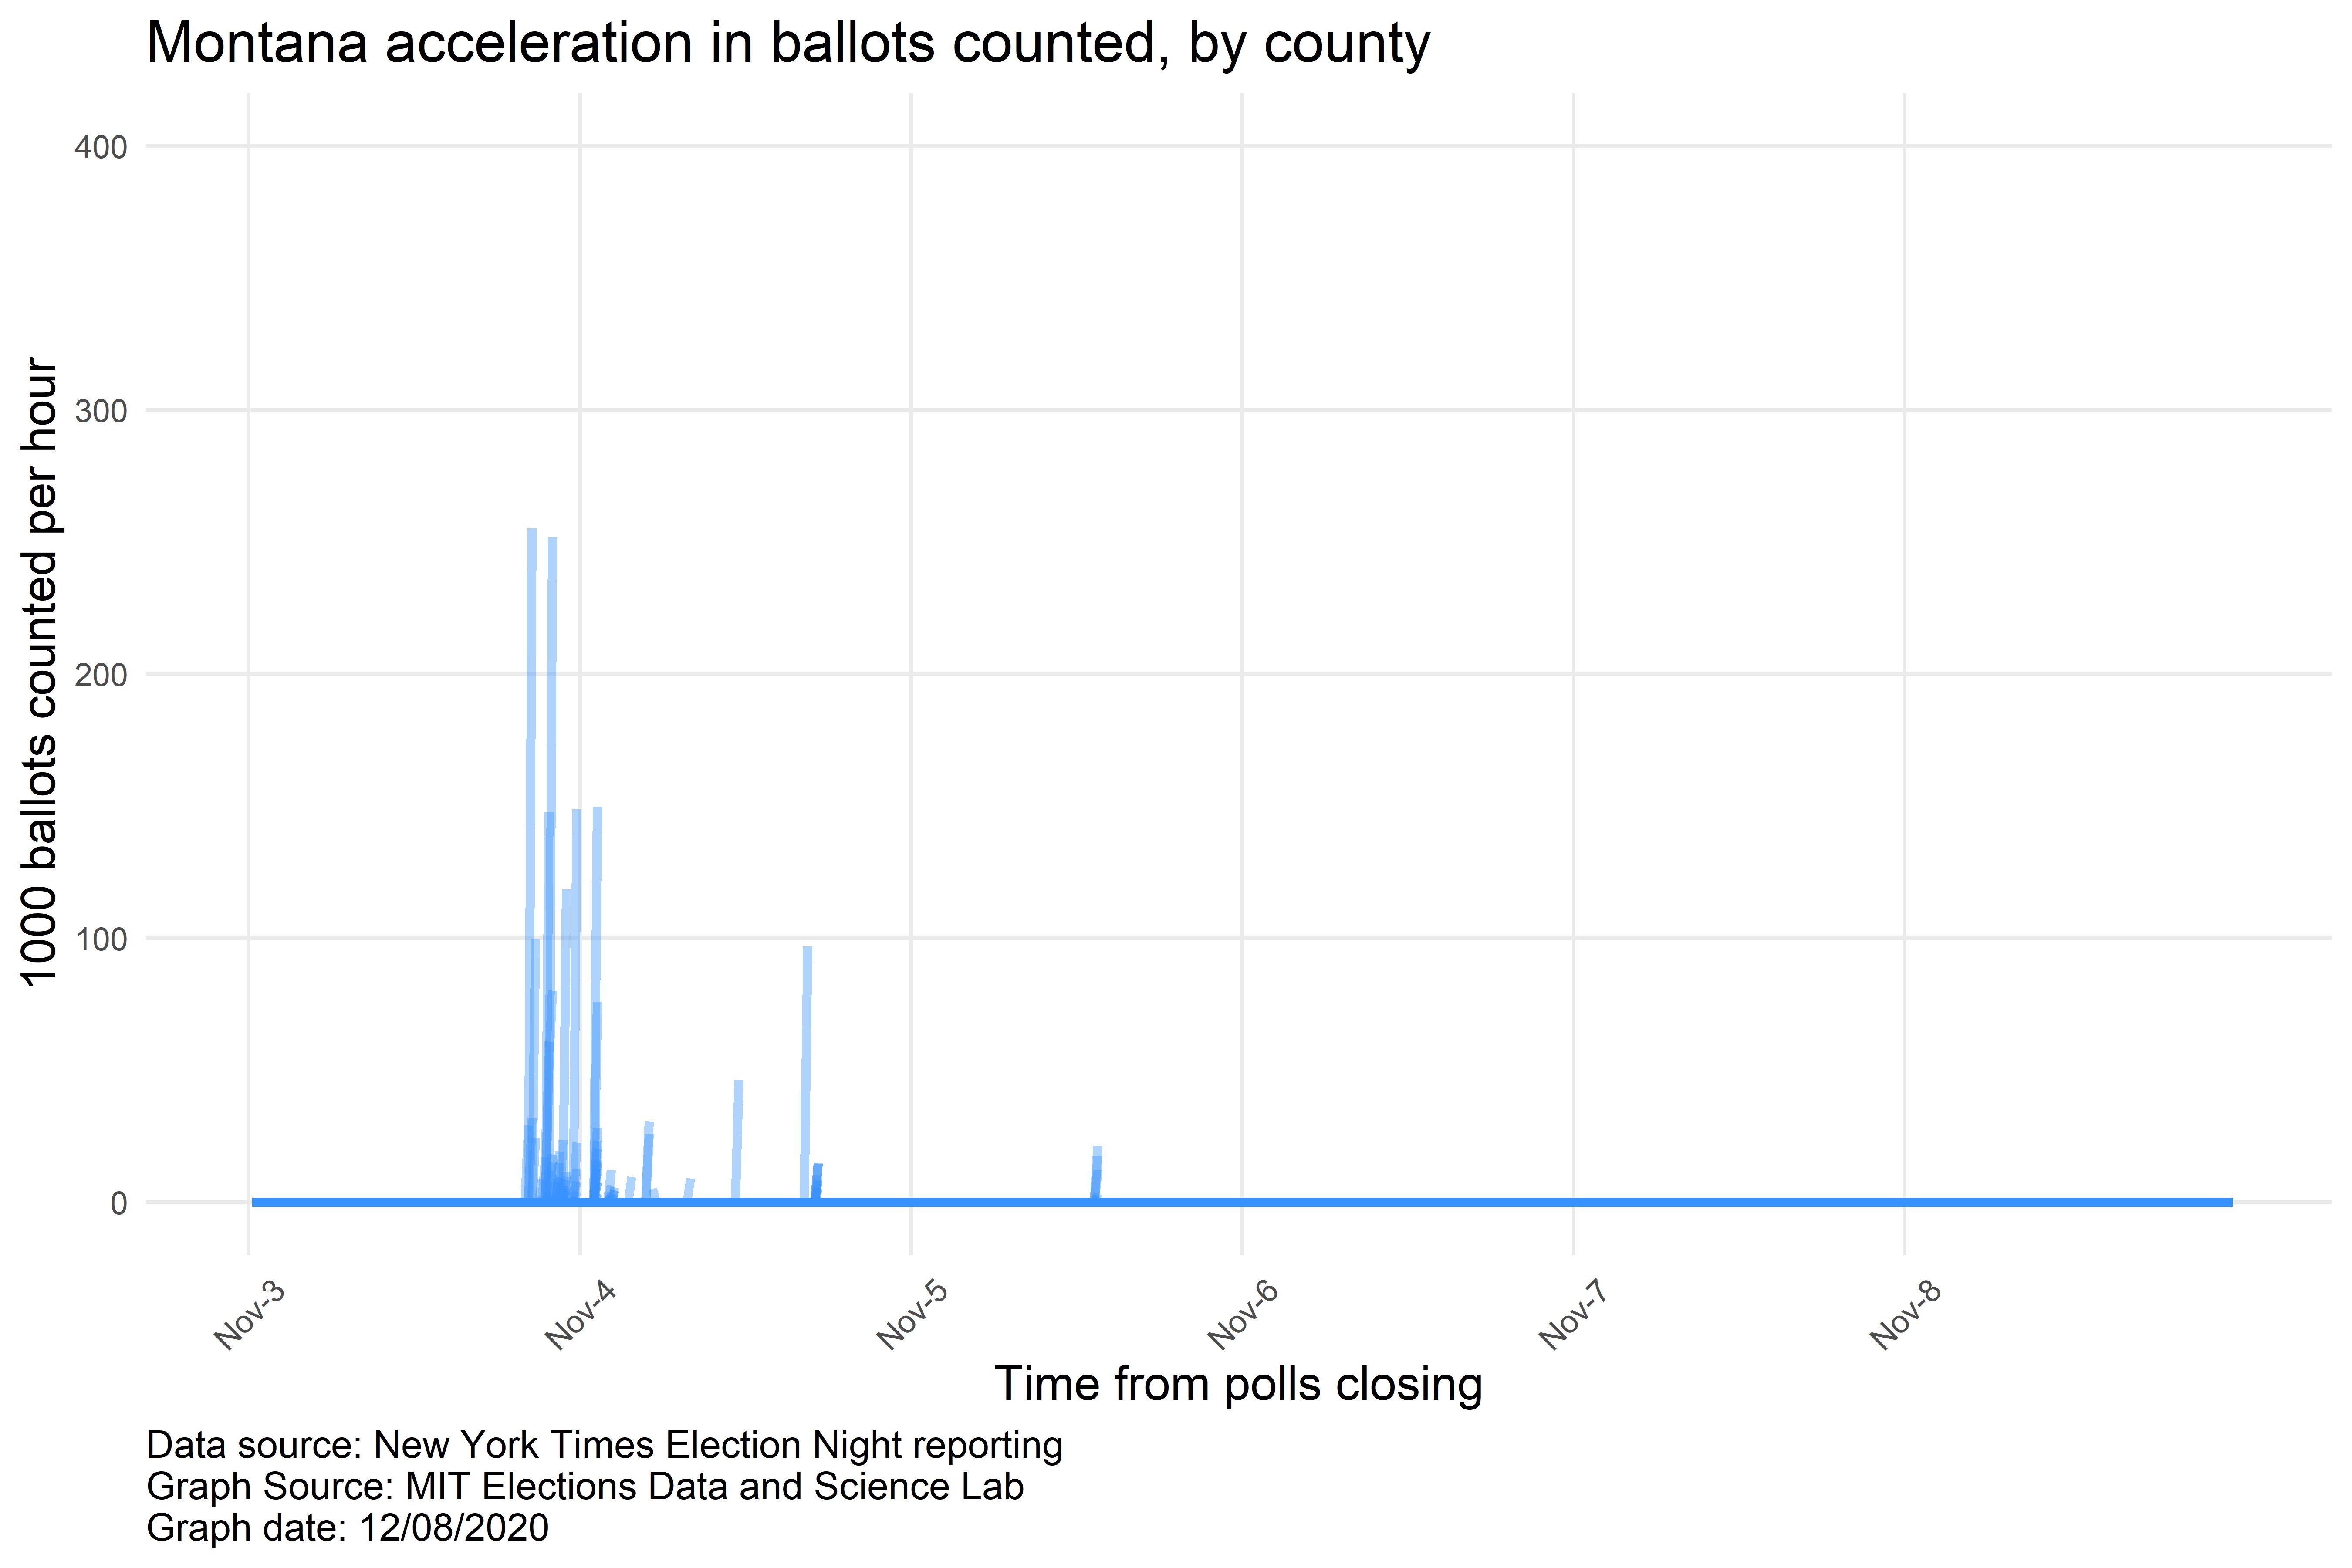 Montana acceleration in ballots counted, by county
1000 ballots counted per hour
400
300
200
100
0
Nov-3
Nov-4
Nov-5
Nov-6
Nov-7
Nov-8
Time from polls closing
Data source: New York Times Election Night reporting
Graph Source: MIT Elections Data and Science Lab
Graph date: 12/08/2020